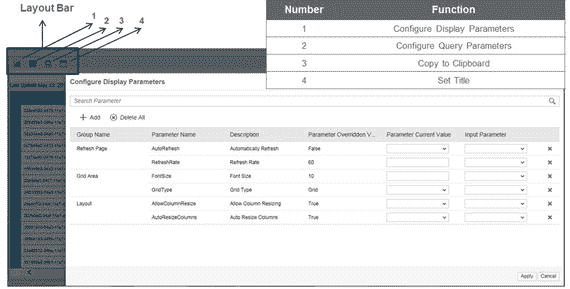 Layout Bar
1
2
3
4
Number Function
1 Configure Display Parameters
2 Configure Query Parameters
3 Copy to Clipboard
4 Set Title
Configure Display Parameters
Search Parameter
Add Delete All
Group Name Parameter Name Description Parameter Overridden V... Parameter Current Value Input Parameter
Refresh Page AutoRefresh Automatically Refresh False
RefreshRate Refresh Rate 60
Grid Area FontSize Font Size 10
GridType Grid Type Grid
Layout AllowColumnResize Allow Column Resizing True
AutoResizeColumns Auto Resize Columns True
Apply Cancel